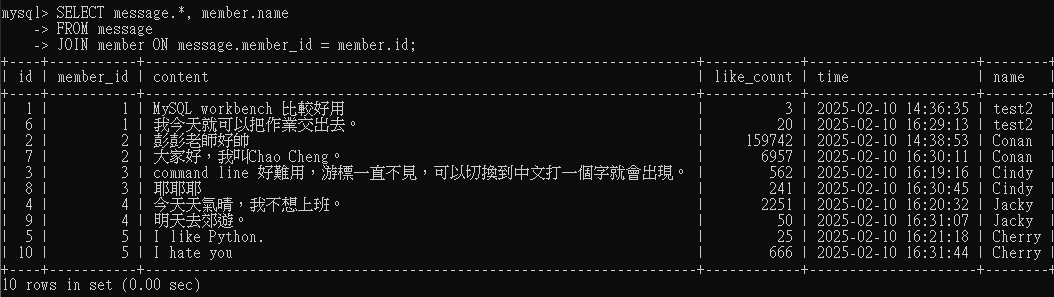 mysql> SELECT message.*, member.name
    -> FROM message
    -> JOIN member ON message.member_id = member.id;
+----+-----------+------------------------------------------------------------------+------------+---------------------+--------+
| id | member_id | content | like_count | time | name |
+----+-----------+------------------------------------------------------------------+------------+---------------------+--------+
| 1 | 1 | MySQL workbench 比較好用 | 3 | 2025-02-10 14:36:35 | test2 |
| 6 | 1 | 我今天就可以把作業交出去。 | 20 | 2025-02-10 16:29:13 | test2 |
| 2 | 2 | 彭彭老師好帥 | 159742 | 2025-02-10 14:38:53 | Conan |
| 7 | 2 | 大家好，我叫Chao Cheng。 | 6957 | 2025-02-10 16:30:11 | Conan |
| 3 | 3 | command line 好難用，游標一直不見，可以切換到中文打一個字就會出現。 | 562 | 2025-02-10 16:19:16 | Cindy |
| 8 | 3 | 耶耶耶 | 241 | 2025-02-10 16:30:45 | Cindy |
| 4 | 4 | 今天天氣晴，我不想上班。 | 2251 | 2025-02-10 16:20:32 | Jacky |
| 9 | 4 | 明天去郊遊。 | 50 | 2025-02-10 16:31:07 | Jacky |
| 5 | 5 | I like Python. | 25 | 2025-02-10 16:21:18 | Cherry |
| 10 | 5 | I hate you | 666 | 2025-02-10 16:31:44 | Cherry |
+----+-----------+------------------------------------------------------------------+------------+---------------------+--------+
10 rows in set (0.00 sec)